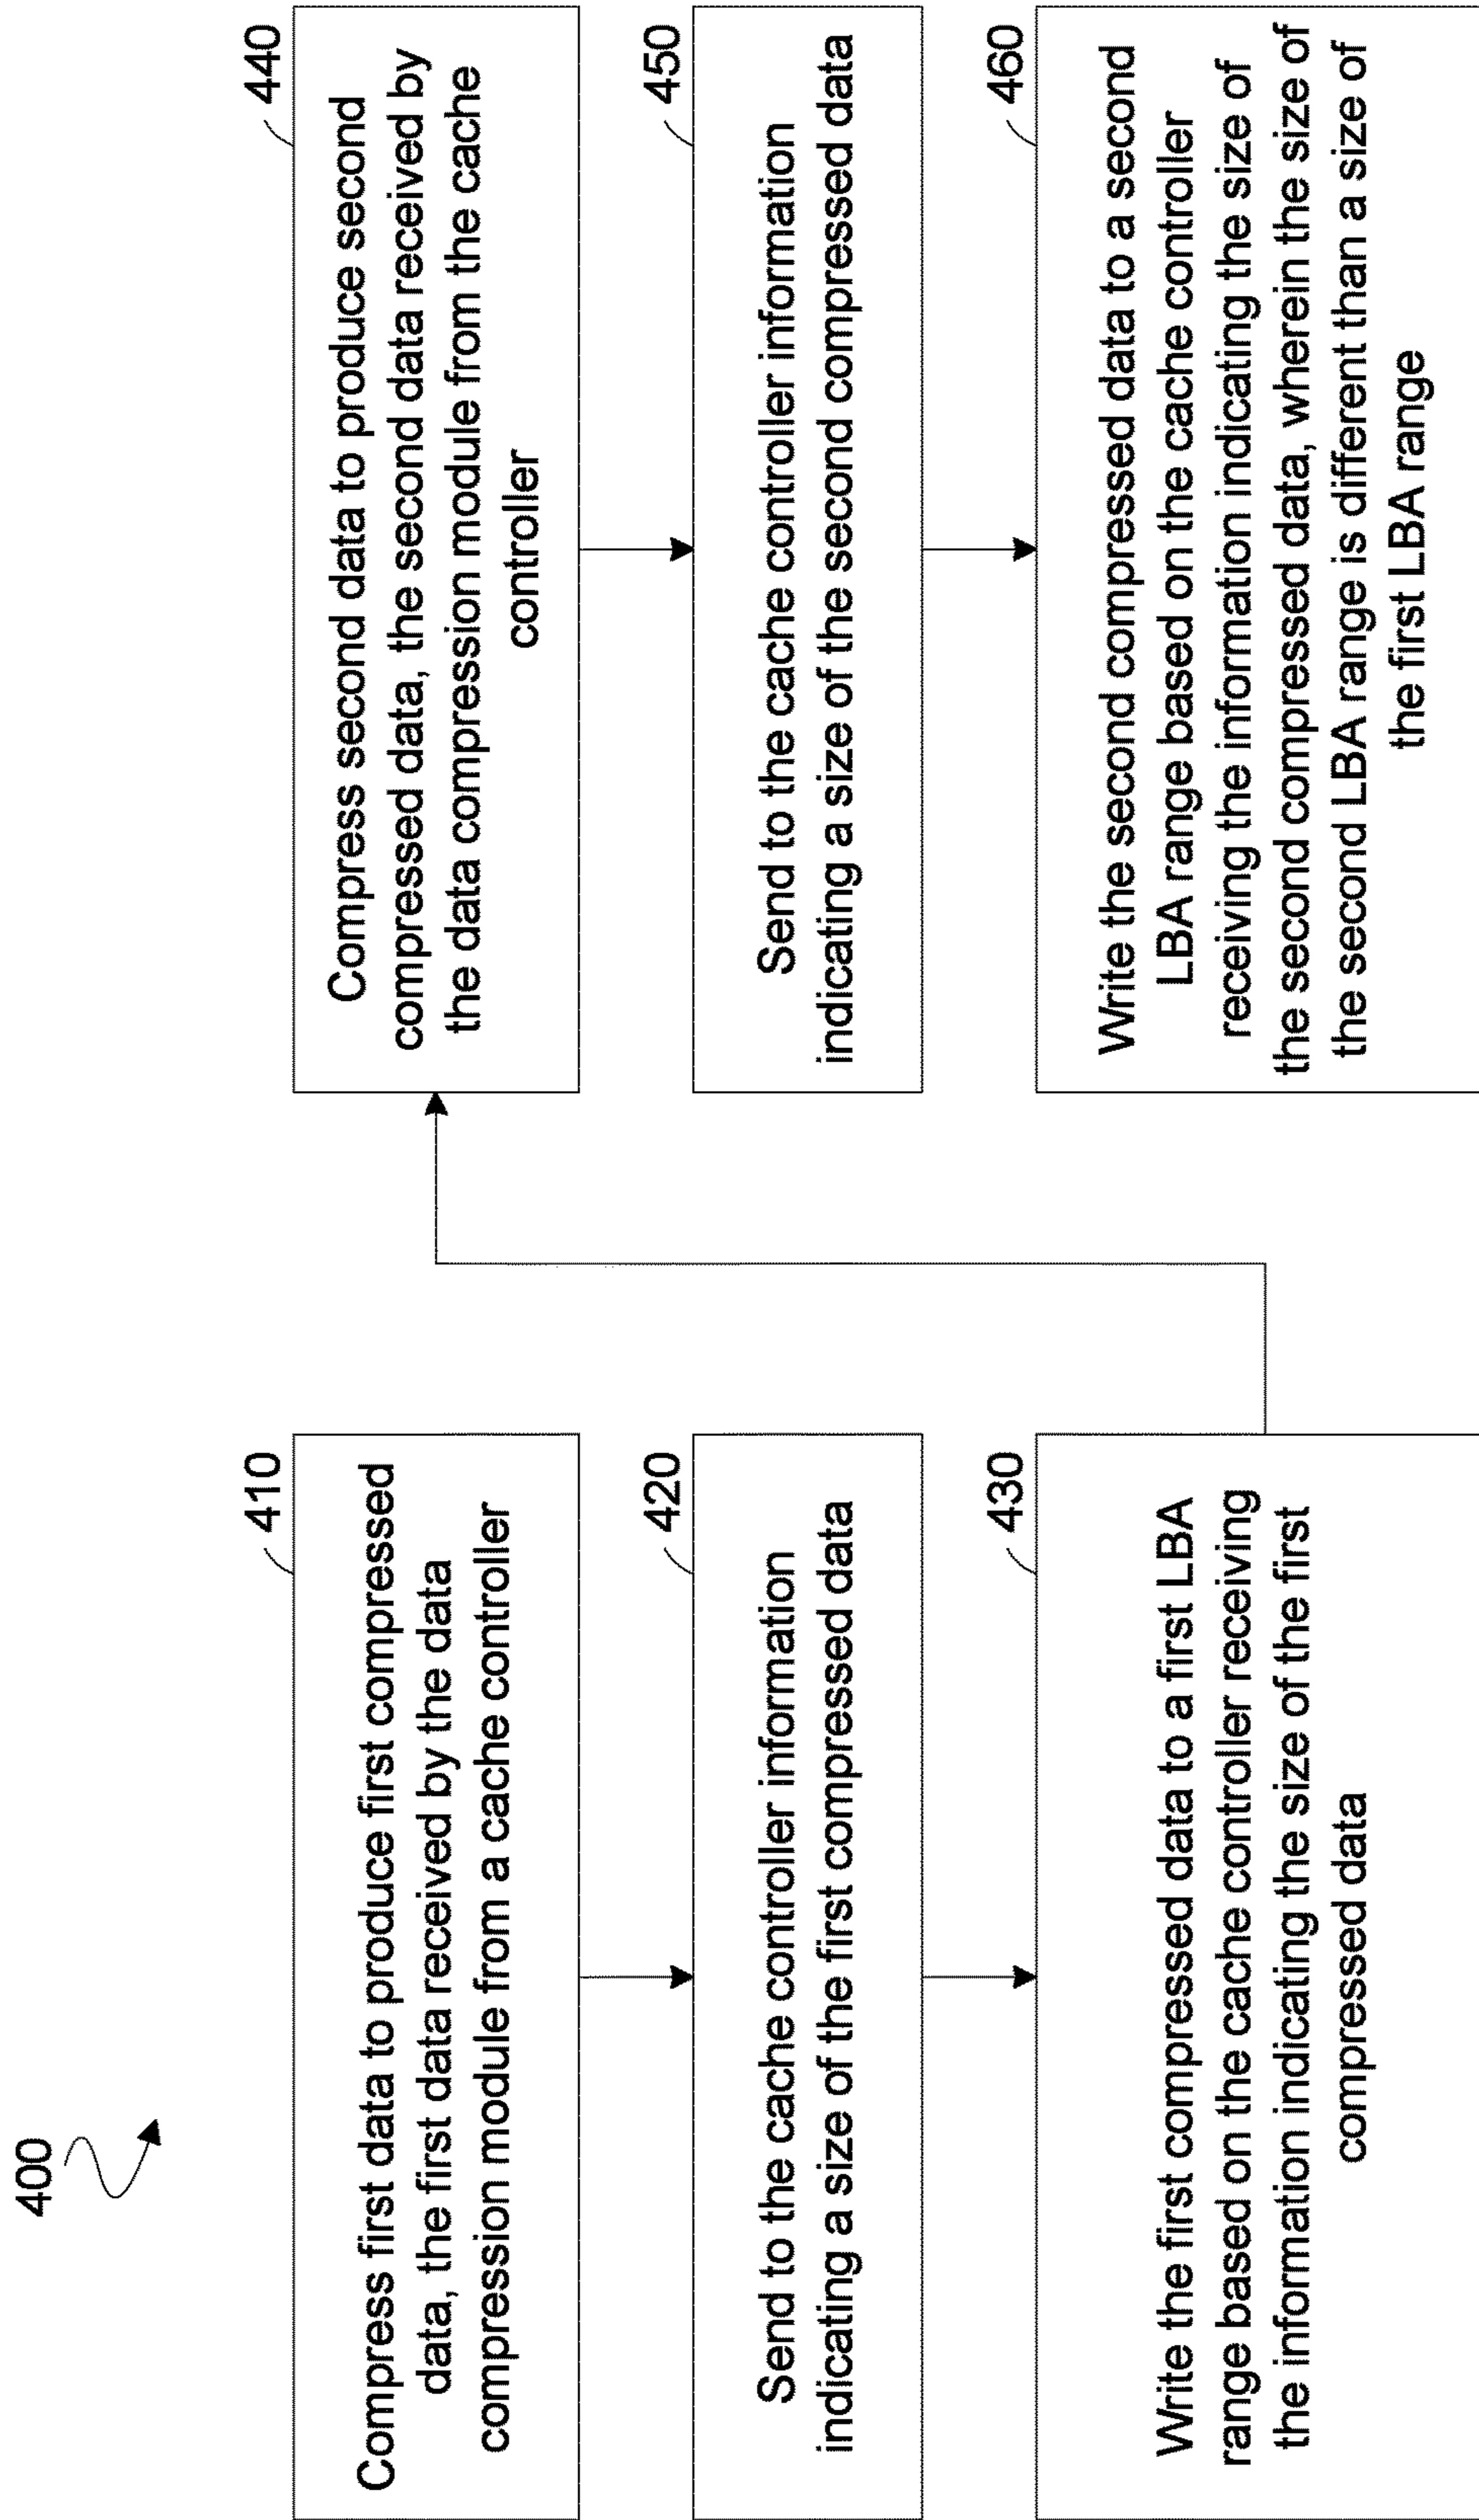 400
410
Compress first data to produce first compressed
data, the first data received by the data
compression module from a cache controller
420
Send to the cache controller information
indicating a size of the first compressed data
430
Write the first compressed data to a first LBA
range based on the cache controller receiving
the information indicating the size of the first
compressed data
440
Compress second data to produce second
compressed data, the second data received by
the data compression module from the cache
controller
450
Send to the cache controller information
indicating a size of the second compressed data
460
Write the second compressed data to a second
LBA range based on the cache controller
receiving the information indicating the size of
the second compressed data, wherein the size of
the second LBA range is different than a size of
the first LBA range